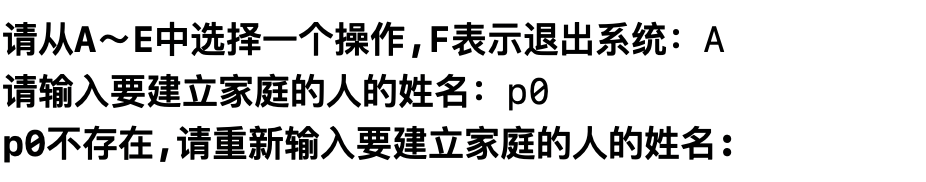 请从A～E中选择一个操作,F表示退出系统：A
请输入要建立家庭的人的姓名：p0
p0不存在,请重新输入要建立家庭的人的姓名: